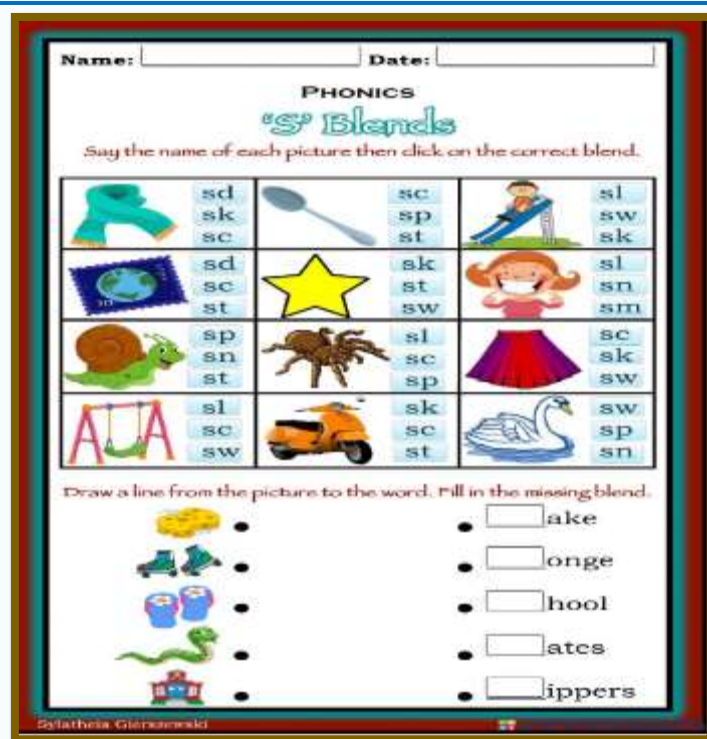 Name: Date:
PHONICS
'S' Blends
Say the name of each picture then click on the correct blend.
sd
sk
sc
sc
sp
st
sl
sw
sk
sd
sc
st
sk
st
sw
sl
sn
sm
sp
sn
st
sl
sc
sp
sc
sk
sw
sl
sc
sw
sk
sc
st
sw
sp
sn
Draw a line from the picture to the word. Fill in the missing blend.
ake
onge
hool
ates
ippers
Sylatheia Gierszewski